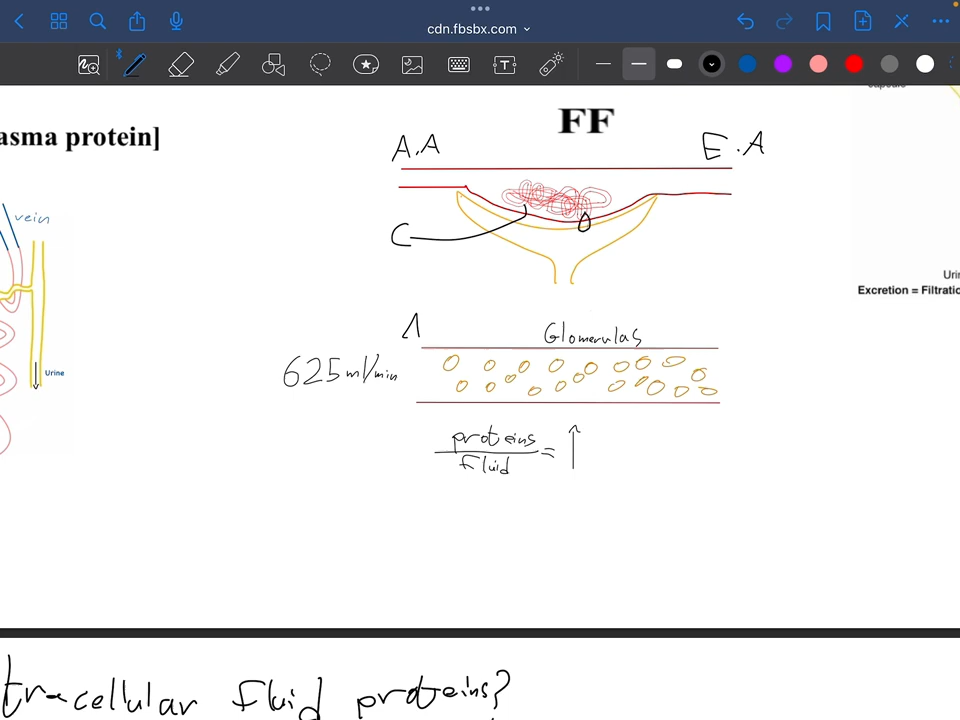 cdn.fbsbx.com
asma protein]
FF
A.A
E.A
vein
C
Urine
Glomerulas
625 ml/min
proteins
fluid
= ↑
Excretion = Filtratio
tracellular fluid proteins?